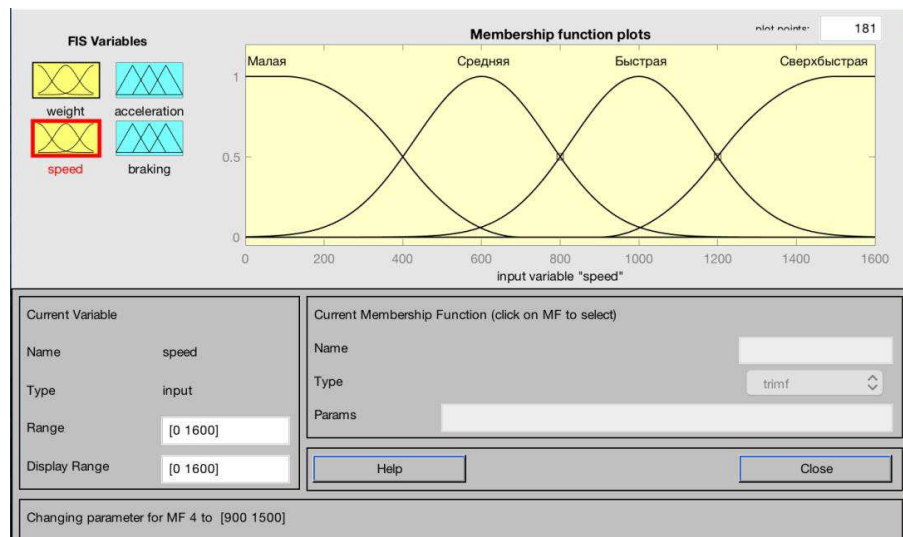 FIS Variables
Membership function plots
plot points:
181
weight
acceleration
speed
braking
Малая
Средняя
Быстрая
Сверхбыстрая
1
0.5
0
0
200
400
600
800
1000
1200
1400
1600
input variable "speed"
Current Variable
Name
speed
Type
input
Range
[0 1600]
Display Range
[0 1600]
Current Membership Function (click on MF to select)
Name
Type
trimf
Params
Help
Close
Changing parameter for MF 4 to [900 1500]